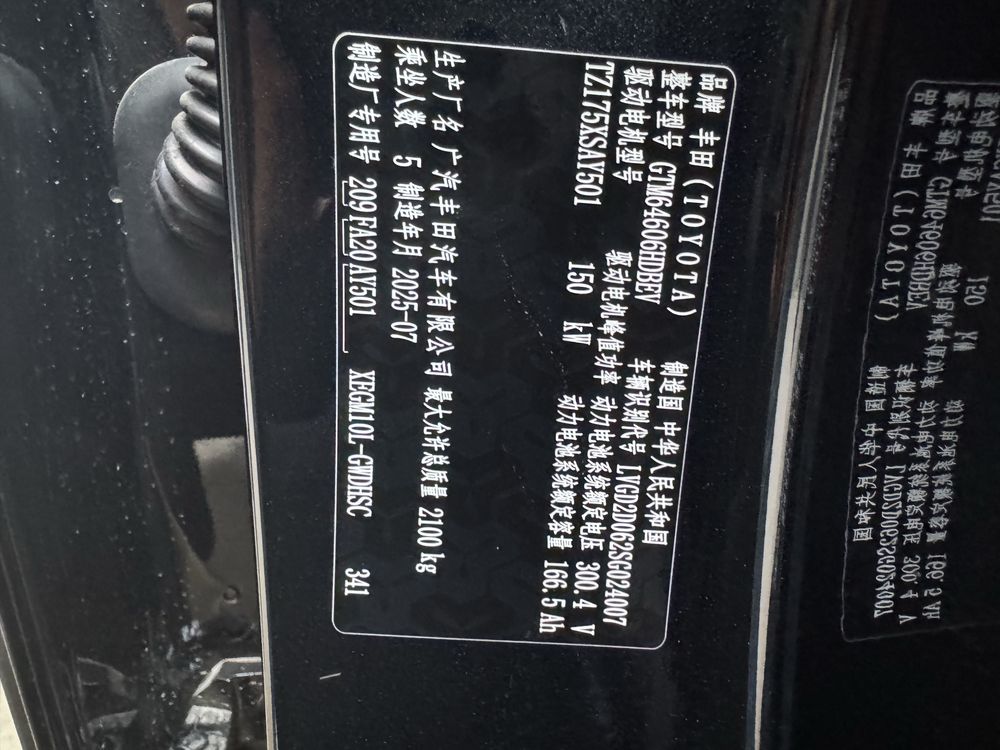 品牌 丰田(TOYOTA) 制造国 中华人民共和国
整车型号 GTM64606HDBEV 车辆识别代号 LVGD2D0062SG024007
驱动电机型号 驱动电机峰值功率 动力电池系统额定电压 300.4 V
TZ175XSAY501 150 kW 动力电池系统额定容量 166.5 Ah
生产厂名 广汽丰田汽车有限公司 最大允许总质量 2100 kg
乘坐人数 5 制造年月 2025-07
制造厂专用号 209FA20AY501 XEGM10L-GWDHSC 341